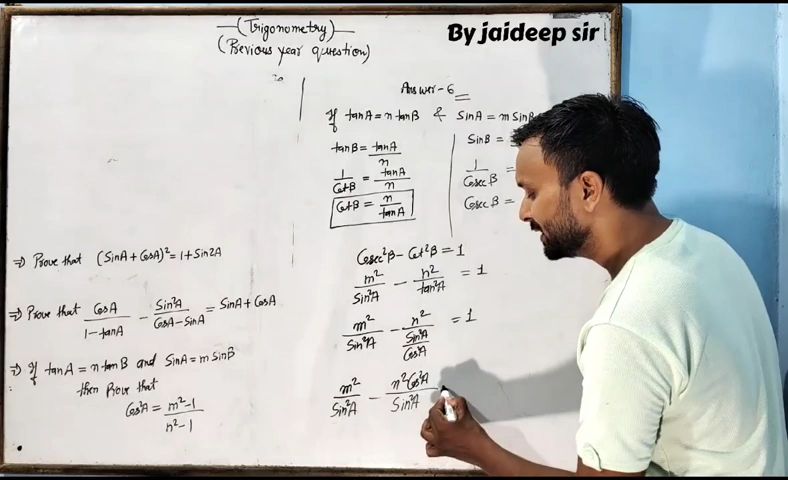 (Trigonometry)
(Previous year question)
By jaideep sir
⇒ Prove that (SinA + CosA)² = 1 + Sin2A
⇒ Prove that CosA/(1-tanA) - Sin²A/(CosA-SinA) = SinA + CosA
⇒ If tanA = n tanB and SinA = m SinB
then Prove that
Cos²A = (m²-1)/(n²-1)
Answer-6
If tanA = n tanB & SinA = m SinB
tanB = tanA/n
1/CotB = tanA/n
CotB = n/tanA
SinB =
1/CosecB =
CosecB =
Cosec²B - Cot²B = 1
m²/Sin²A - n²/tan²A = 1
m²/Sin²A - n²/(Sin²A/Cos²A) = 1
m²/Sin²A - n²Cos²A/Sin²A